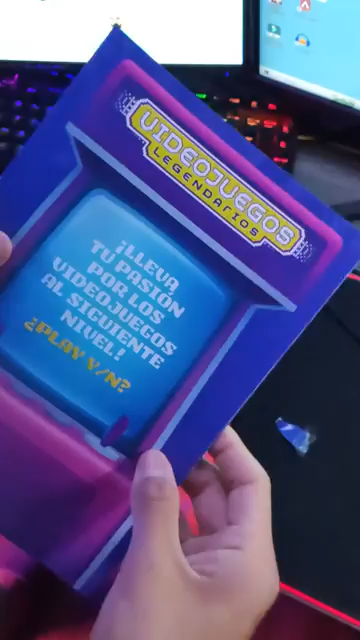 VIDEOJUEGOS
LEGENDARIOS
¡LLEVA
TU PASIÓN
POR LOS
VIDEOJUEGOS
AL SIGUIENTE
NIVEL!
¿PLAY Y/N?